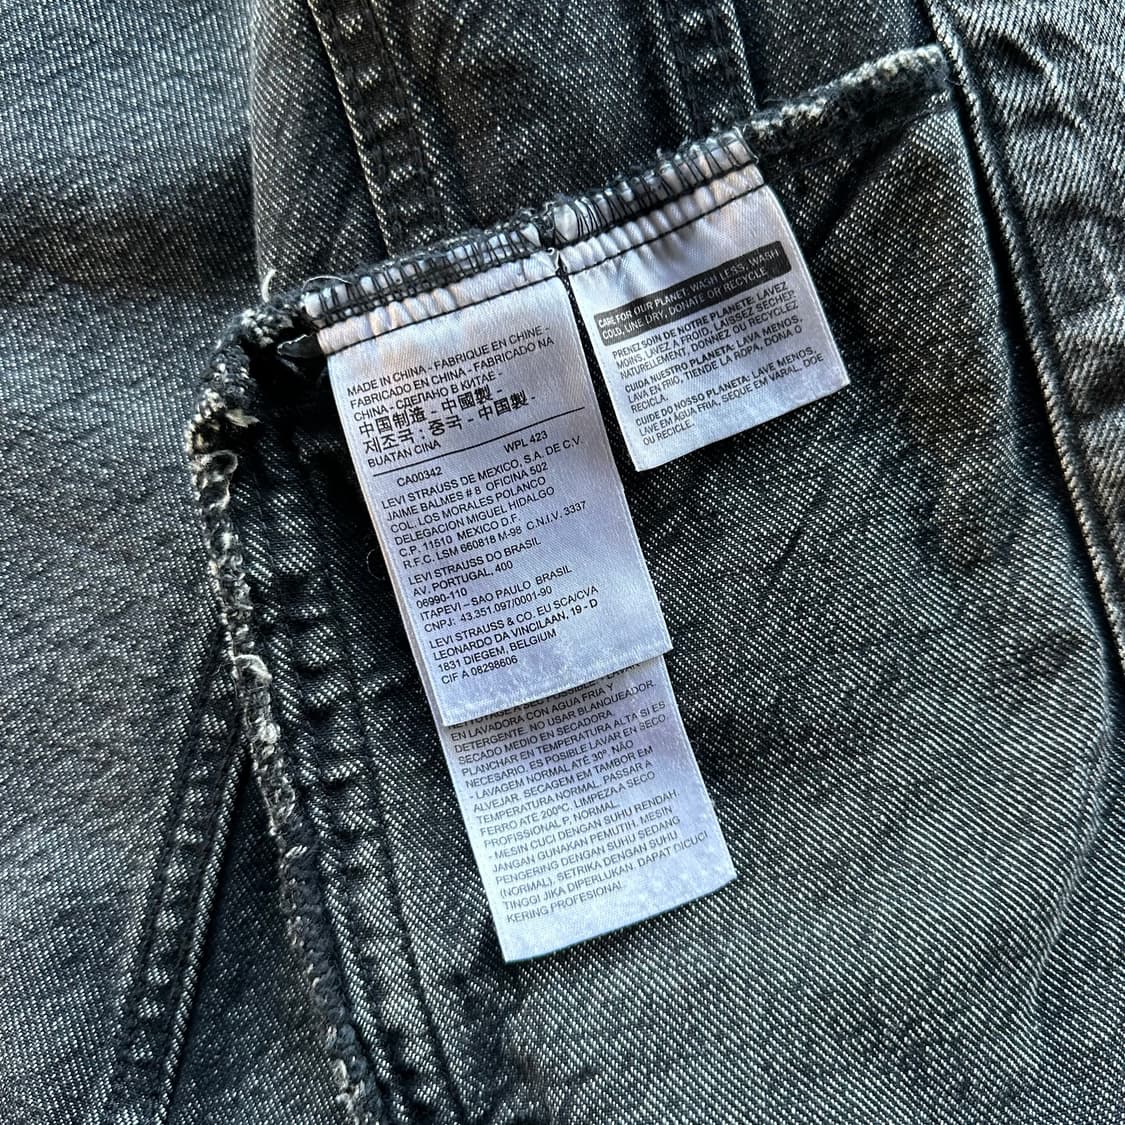 MADE IN CHINA - FABRIQUE EN CHINE -
FABRICADO EN CHINA - FABRICADO NA
CHINA - СДЕЛАНО В КИТАЕ -
中国制造 - 中國製 -
제조국 : 중국 - 中国製 -
BUATAN CINA
CA00342 WPL 423
LEVI STRAUSS DE MEXICO, S.A. DE C.V.
JAIME BALMES # 8 OFICINA 502
COL. LOS MORALES POLANCO
DELEGACION MIGUEL HIDALGO
C.P. 11510 MEXICO D.F.
R.F.C. LSM 660818 M-98 C.N.I.V. 3337
LEVI STRAUSS DO BRASIL
AV. PORTUGAL, 400
06990-110
ITAPEVI – SAO PAULO BRASIL
CNPJ: 43.351.097/0001-90
LEVI STRAUSS & CO. EU SCA/CVA
LEONARDO DA VINCILAAN, 19 - D
1831 DIEGEM, BELGIUM
CIF A 08298606
EN LAVADORA CON AGUA FRIA Y
DETERGENTE. NO USAR BLANQUEADOR.
SECADO MEDIO EN SECADORA.
PLANCHAR EN TEMPERATURA ALTA SI ES
NECESARIO. ES POSIBLE LAVAR EN SECO
- LAVAGEM NORMAL ATÉ 30°. NÃO
ALVEJAR. SECAGEM EM TAMBOR EM
TEMPERATURA NORMAL. PASSAR A
FERRO ATÉ 200°C. LIMPEZA A SECO
PROFISSIONAL P, NORMAL.
- MESIN CUCI DENGAN SUHU RENDAH.
JANGAN GUNAKAN PEMUTIH. MESIN
PENGERING DENGAN SUHU SEDANG
(NORMAL), SETRIKA DENGAN SUHU
TINGGI JIKA DIPERLUKAN. DAPAT DICUCI
KERING PROFESIONAL.
CARE FOR OUR PLANET: WASH LESS, WASH
COLD, LINE DRY, DONATE OR RECYCLE
PRENEZ SOIN DE NOTRE PLANETE: LAVEZ
MOINS, LAVEZ A FROID, LAISSEZ SÉCHER
NATURELLEMENT, DONNEZ OU RECYCLEZ
CUIDA NUESTRO PLANETA: LAVA MENOS,
LAVA EN FRIO, TIENDE LA ROPA, DONA O
RECICLA.
CUIDE DO NOSSO PLANETA: LAVE MENOS,
LAVE EM ÁGUA FRIA, SEQUE EM VARAL, DOE
OU RECICLE.